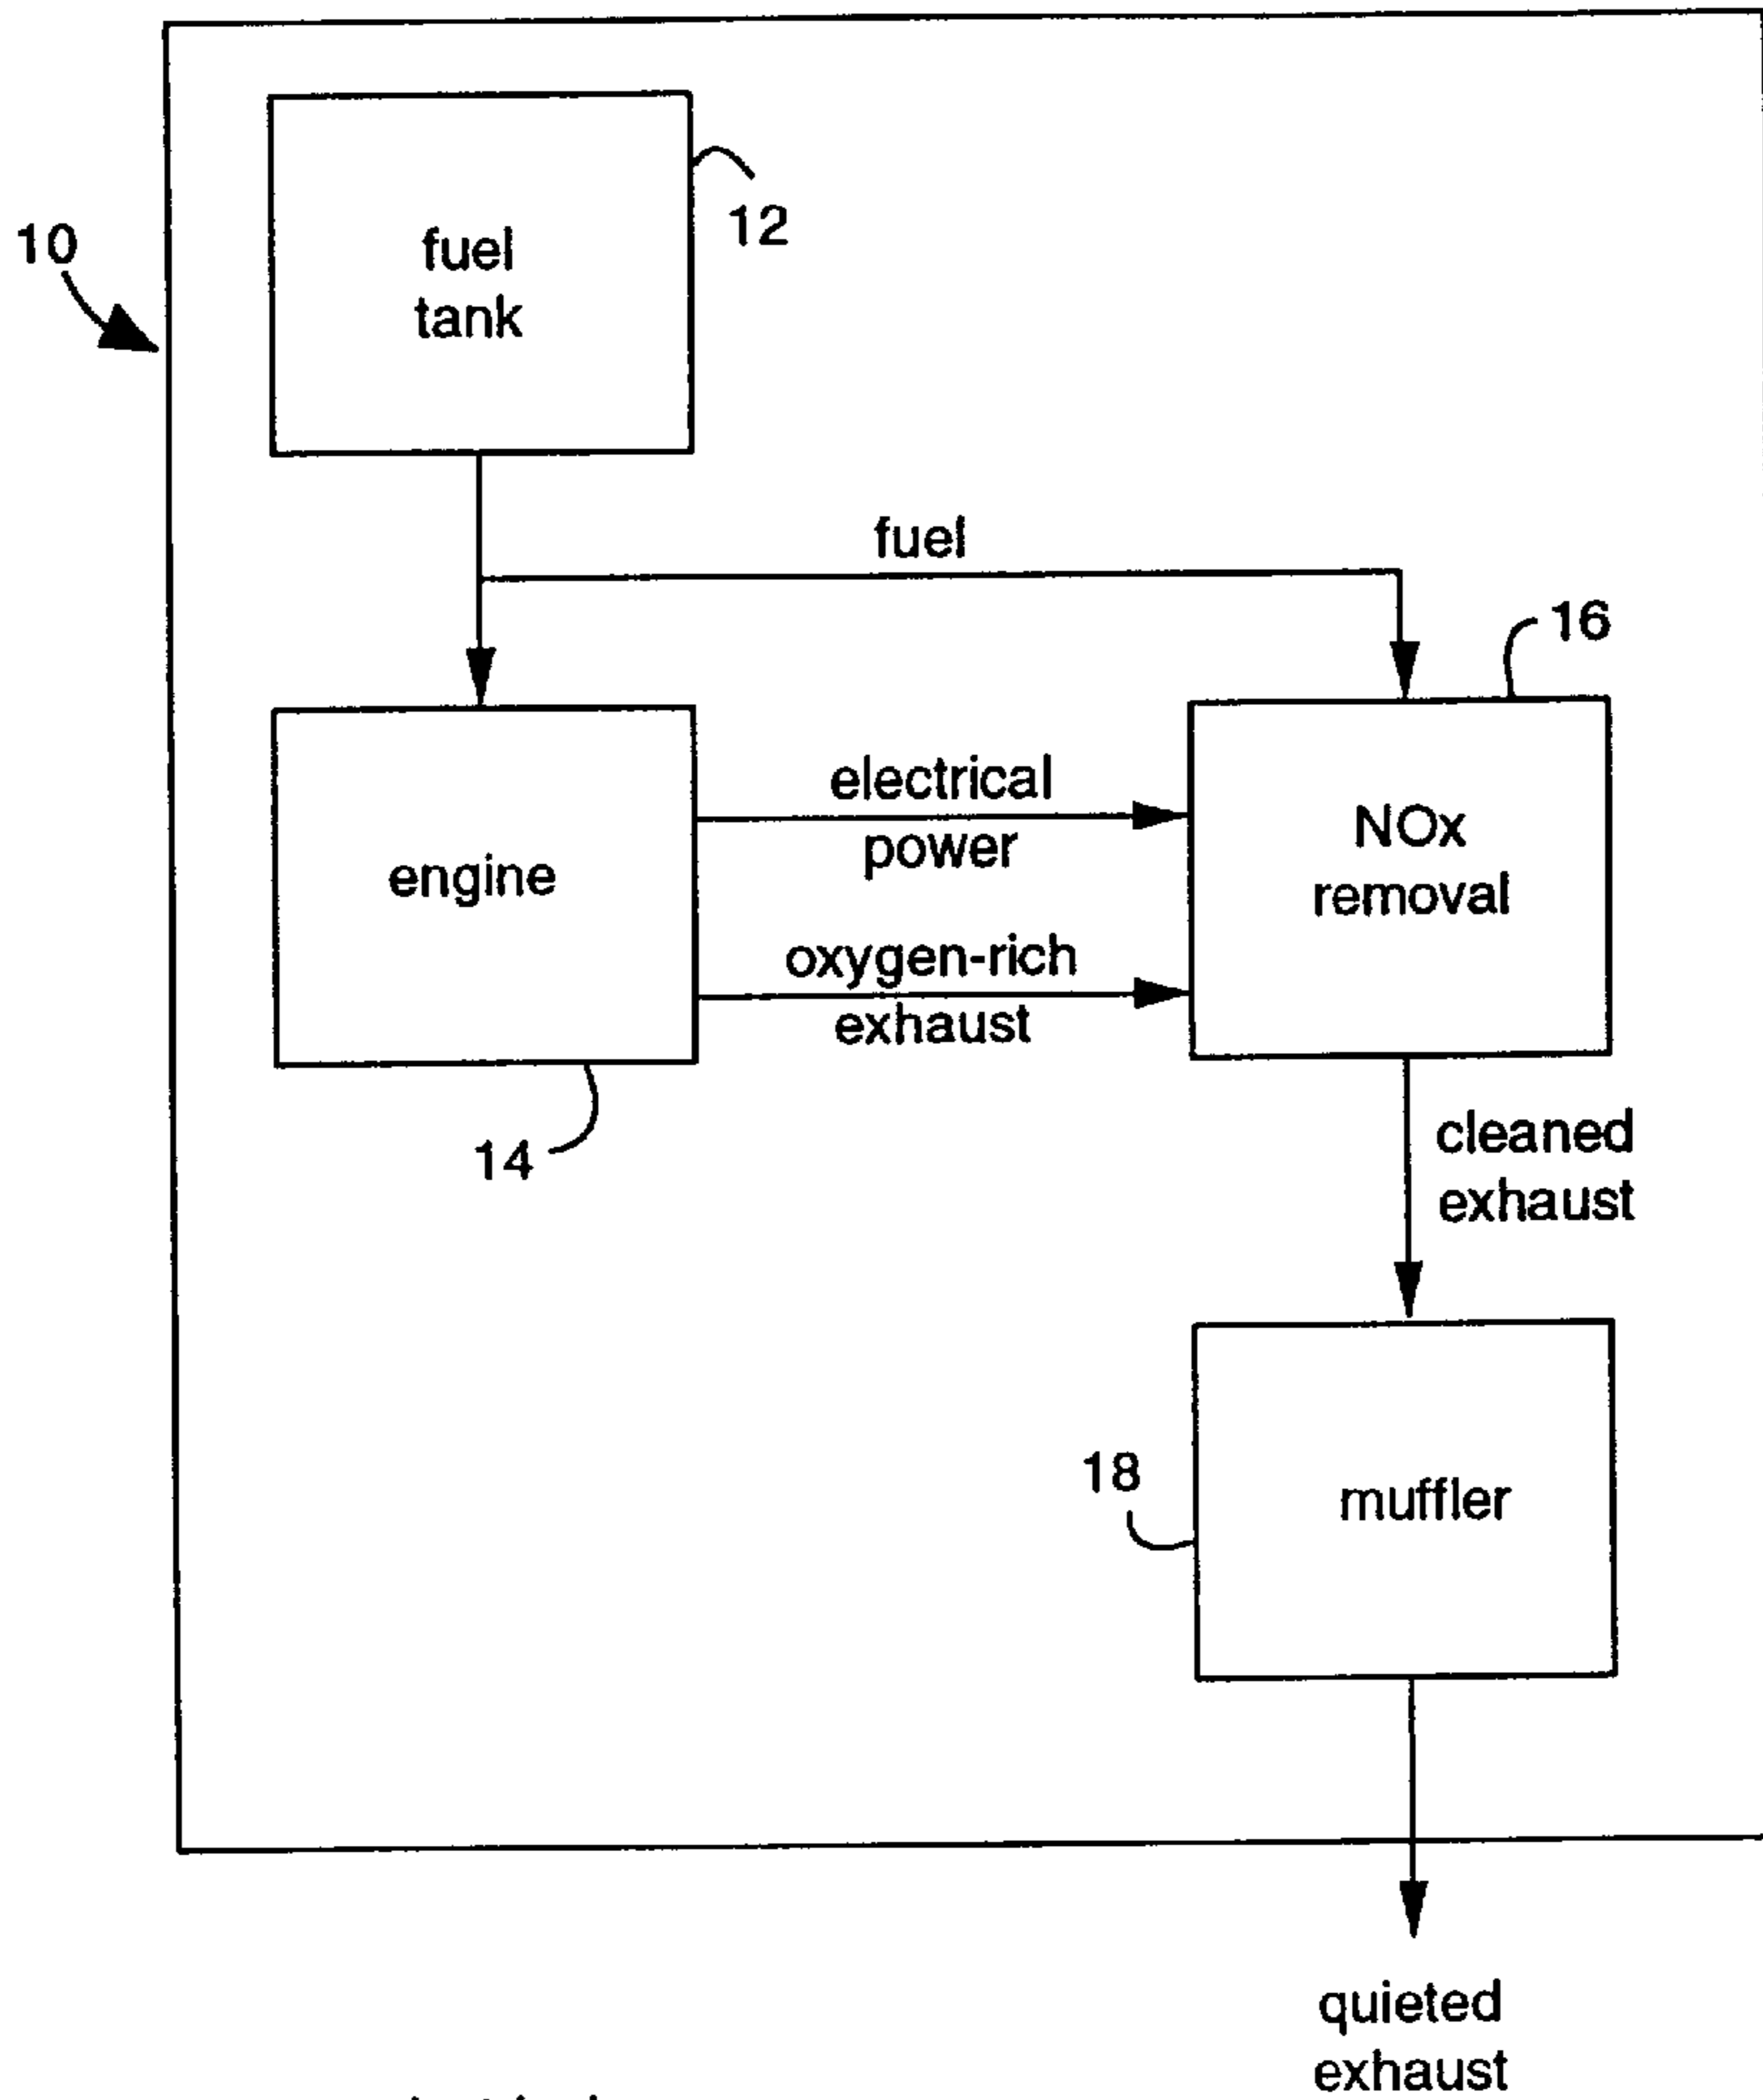 10
fuel
tank
12
fuel
16
engine
electrical
power
oxygen-rich
exhaust
NOx
removal
14
cleaned
exhaust
18
muffler
quieted
exhaust